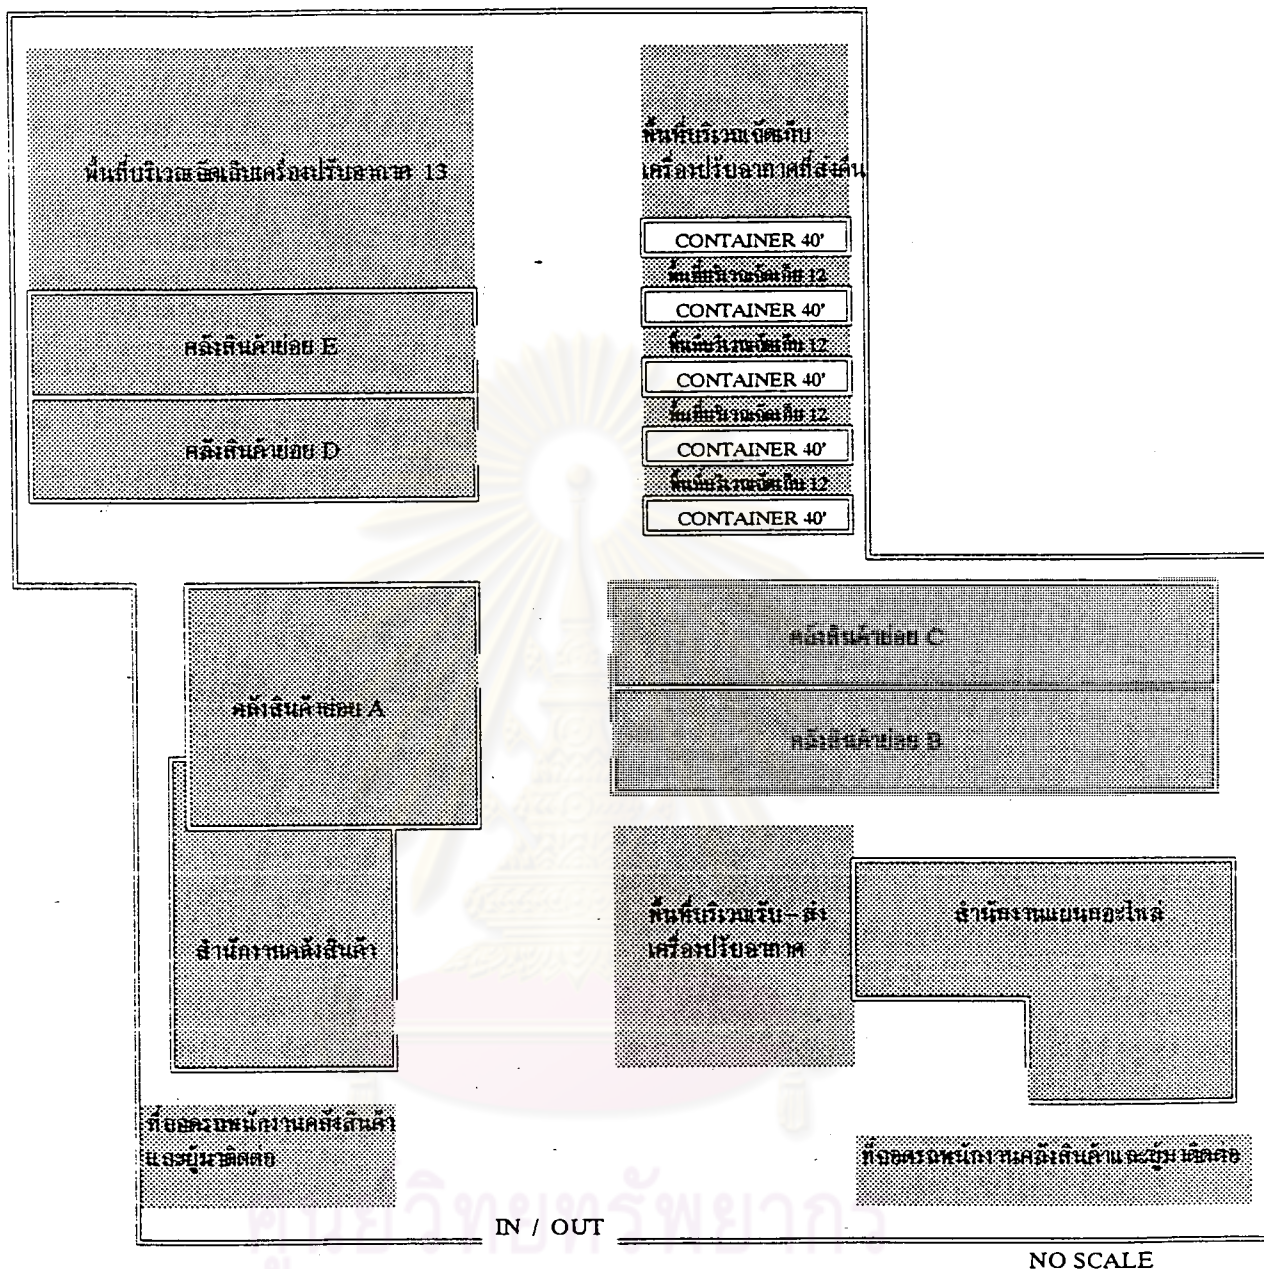 พื้นที่บริเวณจัดเก็บเครื่องปรับอากาศ 13
พื้นที่บริเวณจัดเก็บ
เครื่องปรับอากาศที่ส่งคืน
CONTAINER 40'
พื้นที่บริเวณจัดเก็บ 12
CONTAINER 40'
พื้นที่บริเวณจัดเก็บ 12
CONTAINER 40'
พื้นที่บริเวณจัดเก็บ 12
CONTAINER 40'
พื้นที่บริเวณจัดเก็บ 12
CONTAINER 40'
คลังสินค้าย่อย E
คลังสินค้าย่อย D
คลังสินค้าย่อย A
คลังสินค้าย่อย C
คลังสินค้าย่อย B
สำนักงานคลังสินค้า
พื้นที่บริเวณรับ-ส่ง
เครื่องปรับอากาศ
สำนักงานแผนกอะไหล่
ที่จอดรถพนักงานคลังสินค้า
และผู้มาติดต่อ
ที่จอดรถพนักงานคลังสินค้าและผู้มาติดต่อ
ศูนย์วิทยทรัพยากร
IN / OUT
NO SCALE